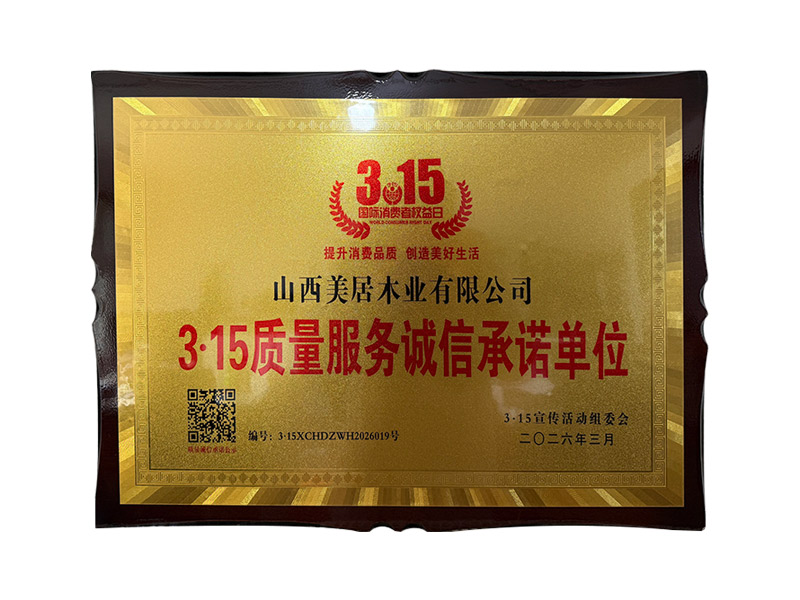 3·15
国际消费者权益日
WORLD CONSUMER RIGHT DAY
提升消费品质 创造美好生活
山西美居木业有限公司
3·15质量服务诚信承诺单位
编号：3·15XCHDZWH2026019号
3·15宣传活动组委会
二〇二六年三月